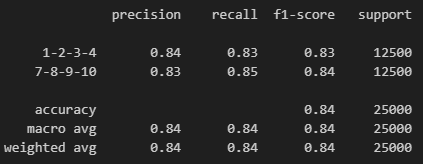 precision recall f1-score support
1-2-3-4 0.84 0.83 0.83 12500
7-8-9-10 0.83 0.85 0.84 12500
accuracy 0.84 25000
macro avg 0.84 0.84 0.84 25000
weighted avg 0.84 0.84 0.84 25000